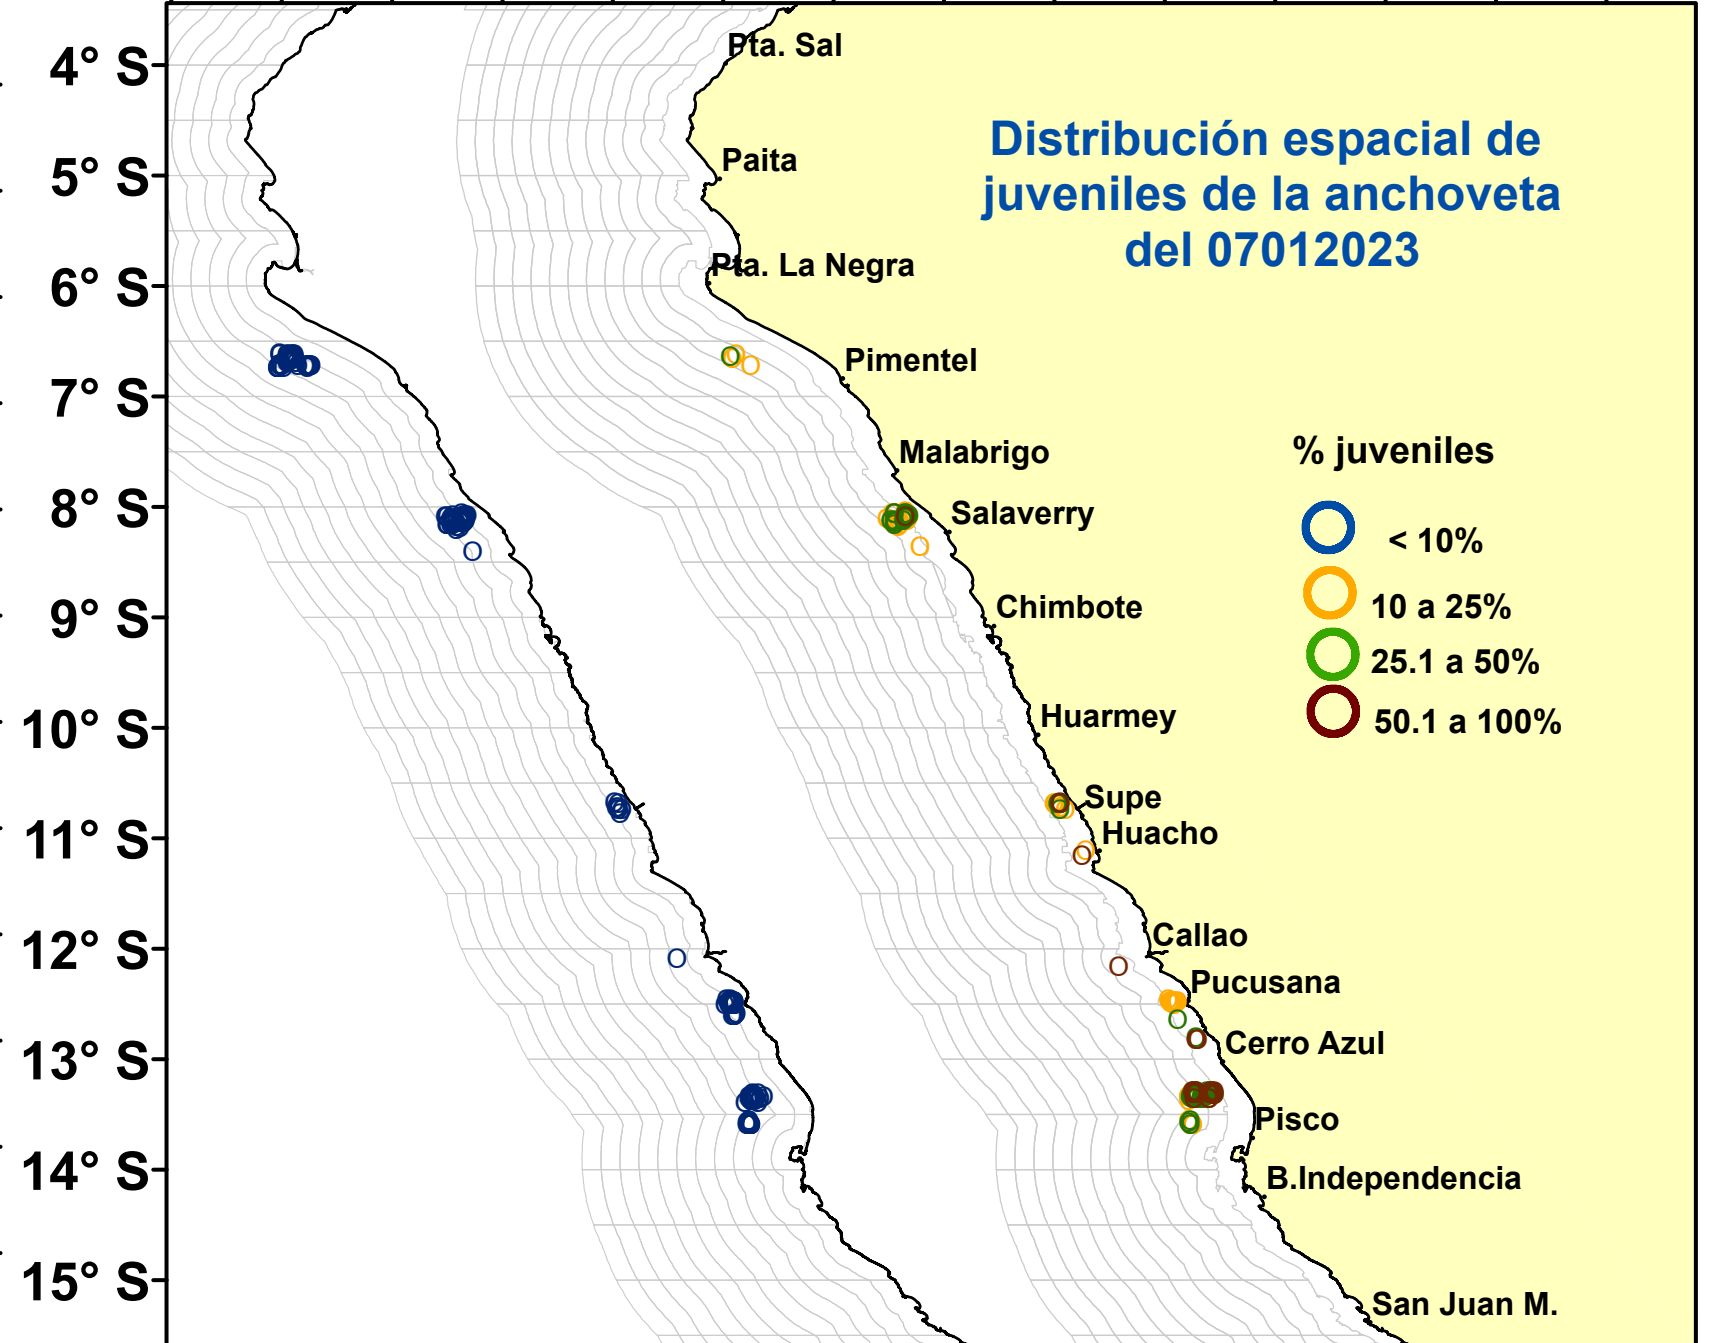 Distribución espacial de
juveniles de la anchoveta
del 07012023
4° S
5° S
6° S
7° S
8° S
9° S
10° S
11° S
12° S
13° S
14° S
15° S
Pta. Sal
Paita
Pta. La Negra
Pimentel
Malabrigo
Salaverry
Chimbote
Huarmey
Supe
Huacho
Callao
Pucusana
Cerro Azul
Pisco
B.Independencia
San Juan M.
% juveniles
< 10%
10 a 25%
25.1 a 50%
50.1 a 100%